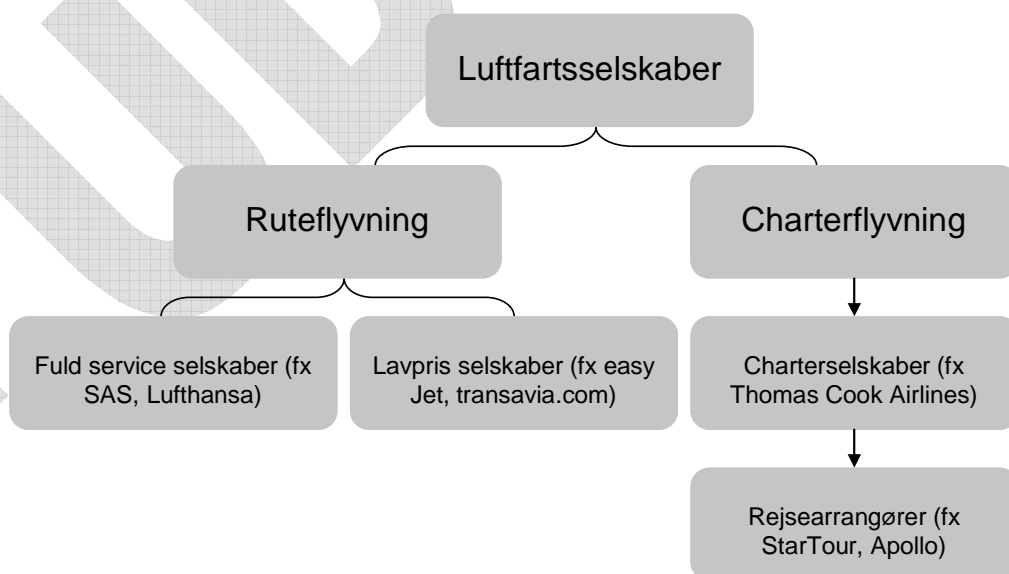 Luftfartsselskaber
Ruteflyvning
Charterflyvning
Fuld service selskaber (fx
SAS, Lufthansa)
Lavpris selskaber (fx easy
Jet, transavia.com)
Charterselskaber (fx
Thomas Cook Airlines)
Rejsearrangører (fx
StarTour, Apollo)